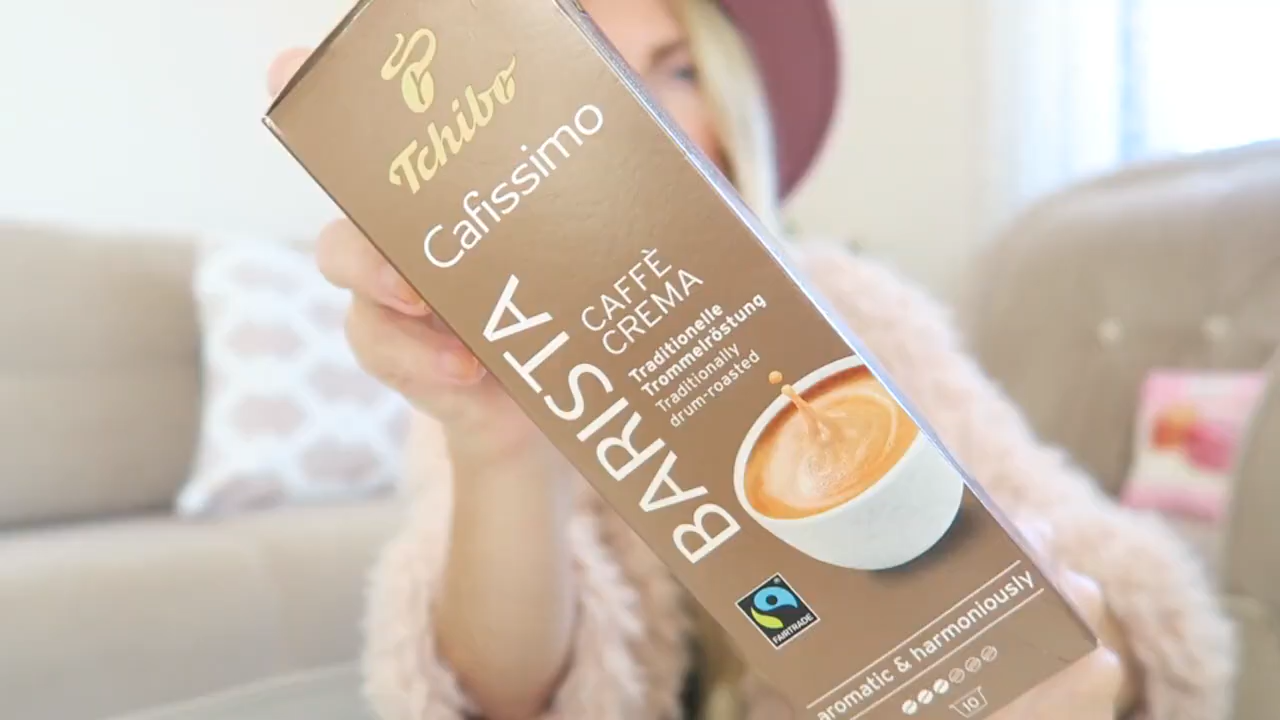 Tchibo
Cafissimo
BARISTA
CAFFÈ
CREMA
Traditionelle
Trommelröstung
Traditionally
drum-roasted
FAIRTRADE
aromatic & harmoniously
10